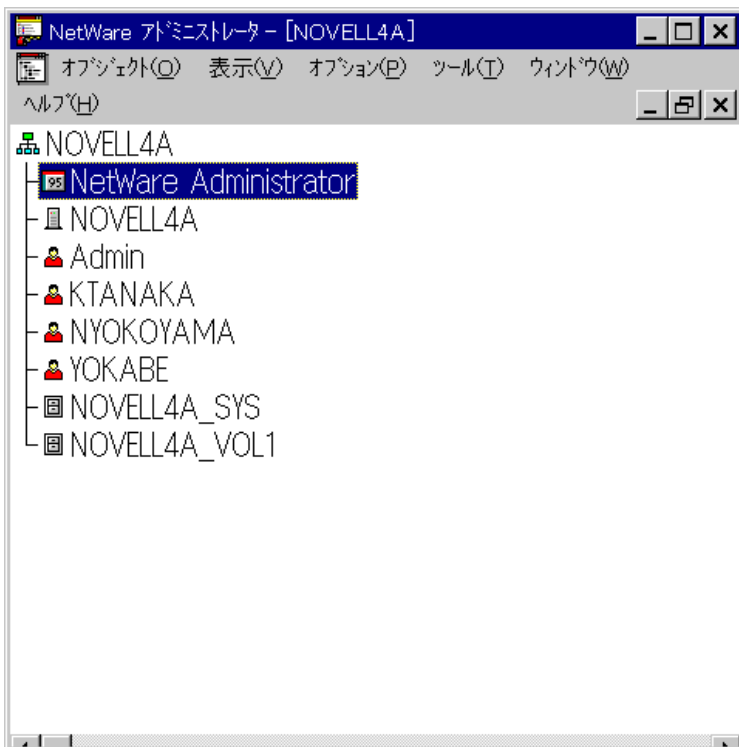 NetWare ｱﾄﾞﾐﾆｽﾄﾚｰﾀ - [NOVELL4A]
ｵﾌﾞｼﾞｪｸﾄ(O) 表示(V) ｵﾌﾟｼｮﾝ(P) ﾂｰﾙ(T) ｳｨﾝﾄﾞｳ(W)
ﾍﾙﾌﾟ(H)
NOVELL4A
95 NetWare Administrator
NOVELL4A
Admin
KTANAKA
NYOKOYAMA
YOKABE
NOVELL4A_SYS
NOVELL4A_VOL1